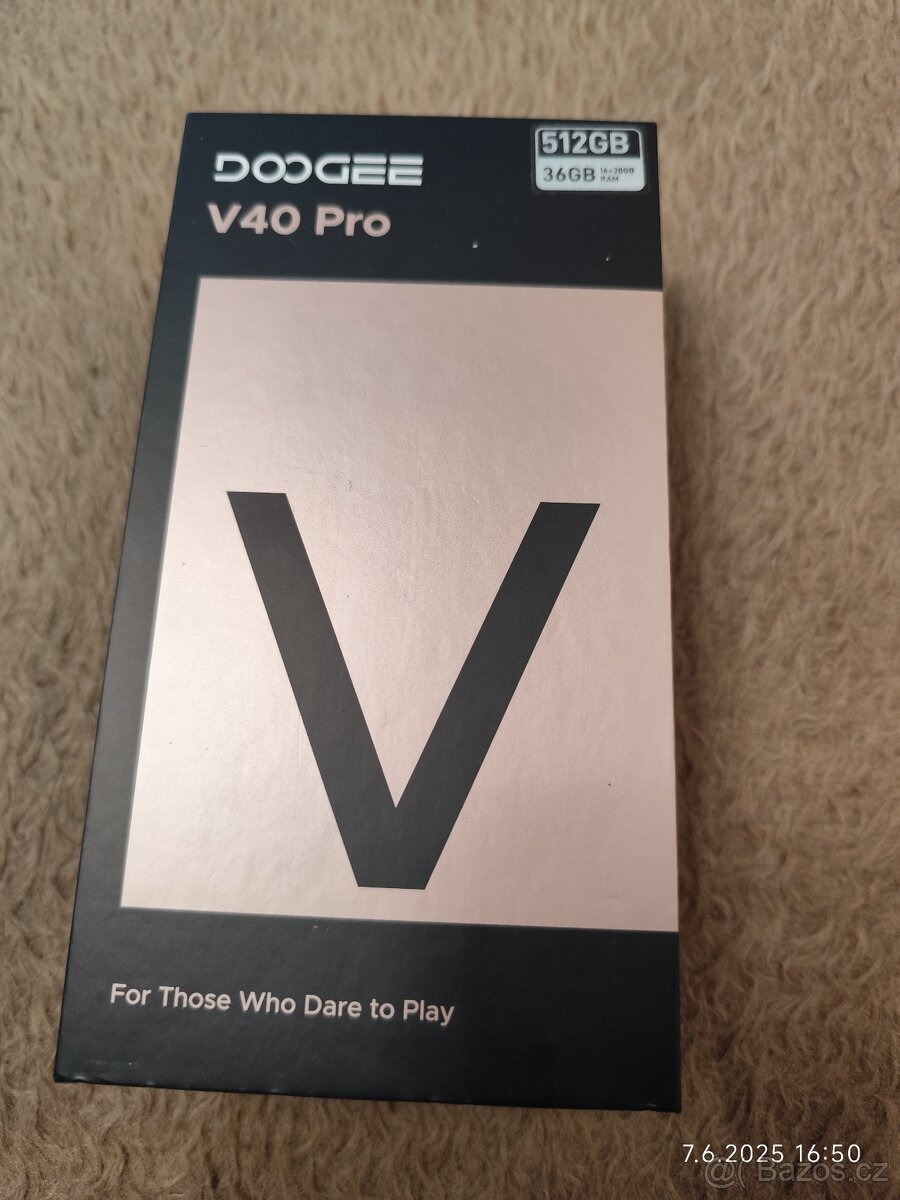 DOOGEE
V40 Pro
512GB
36GB 16+20GB
RAM
V
For Those Who Dare to Play
7.6.2025 16:50
@ Bazos.cz